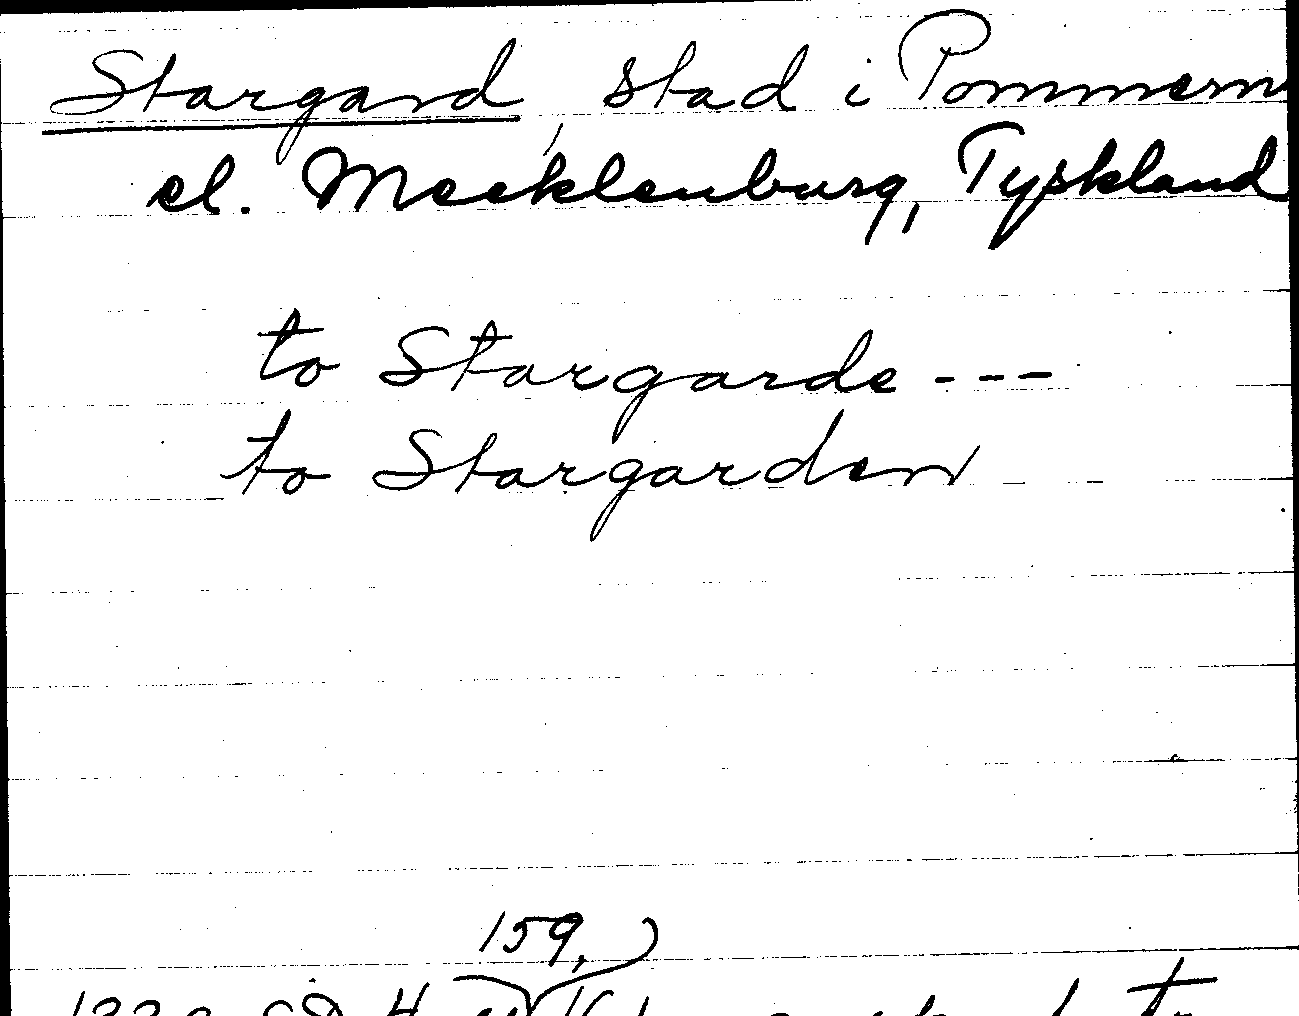 Stargard, stad i Pommern
el. Mecklenburg, Tyskland
to Stargarde ---
to Stargarden
159,